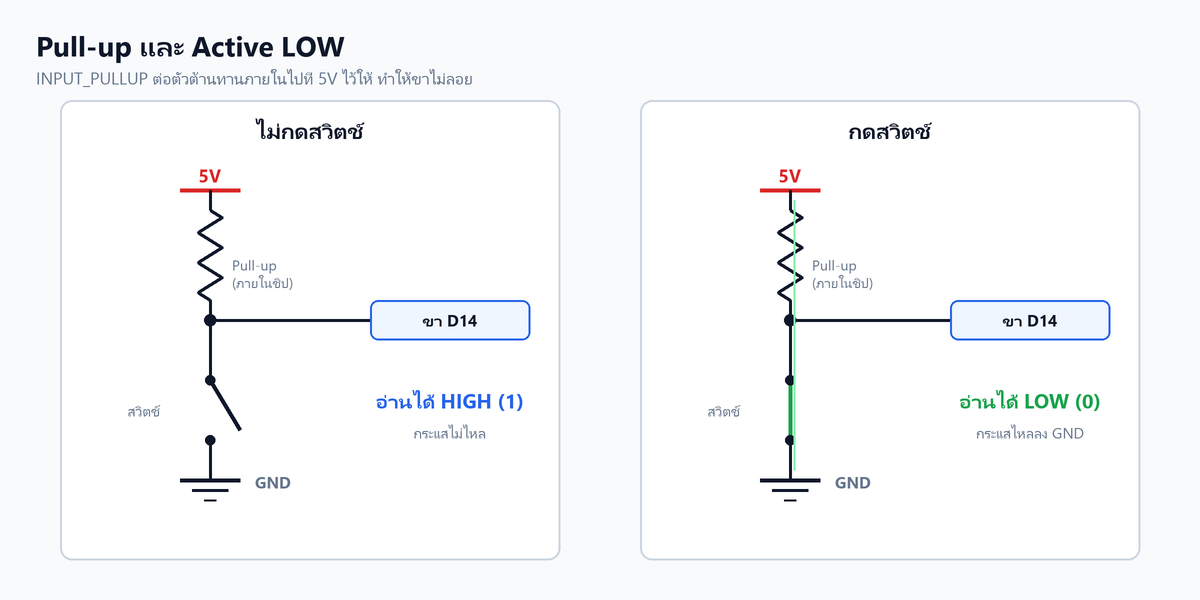 Pull-up และ Active LOW
INPUT_PULLUP ต่อตัวต้านทานภายในไปที่ 5V ไว้ให้ ทำให้ขาไม่ลอย
ไม่กดสวิตช์
5V
Pull-up
(ภายในชิป)
ขา D14
อ่านได้ HIGH (1)
สวิตช์
กระแสไม่ไหล
GND
กดสวิตช์
5V
Pull-up
(ภายในชิป)
ขา D14
อ่านได้ LOW (0)
สวิตช์
กระแสไหลลง GND
GND